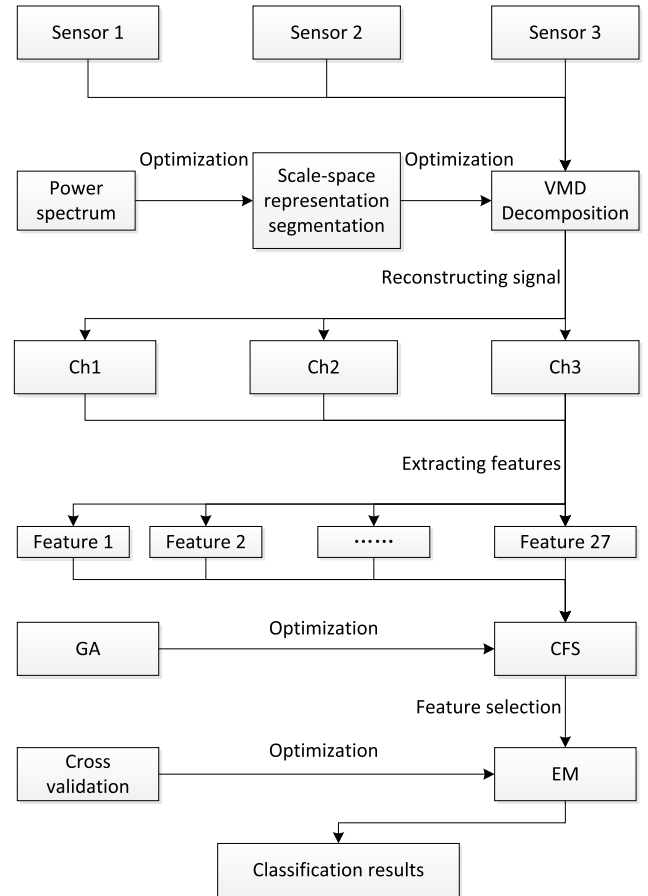 Sensor 1
Sensor 2
Sensor 3
Optimization
Optimization
Power
spectrum
Scale-space
representation
segmentation
VMD
Decomposition
Reconstructing signal
Ch1
Ch2
Ch3
Extracting features
Feature 1
Feature 2
……
Feature 27
Optimization
GA
CFS
Feature selection
Optimization
Cross
validation
EM
Classification results